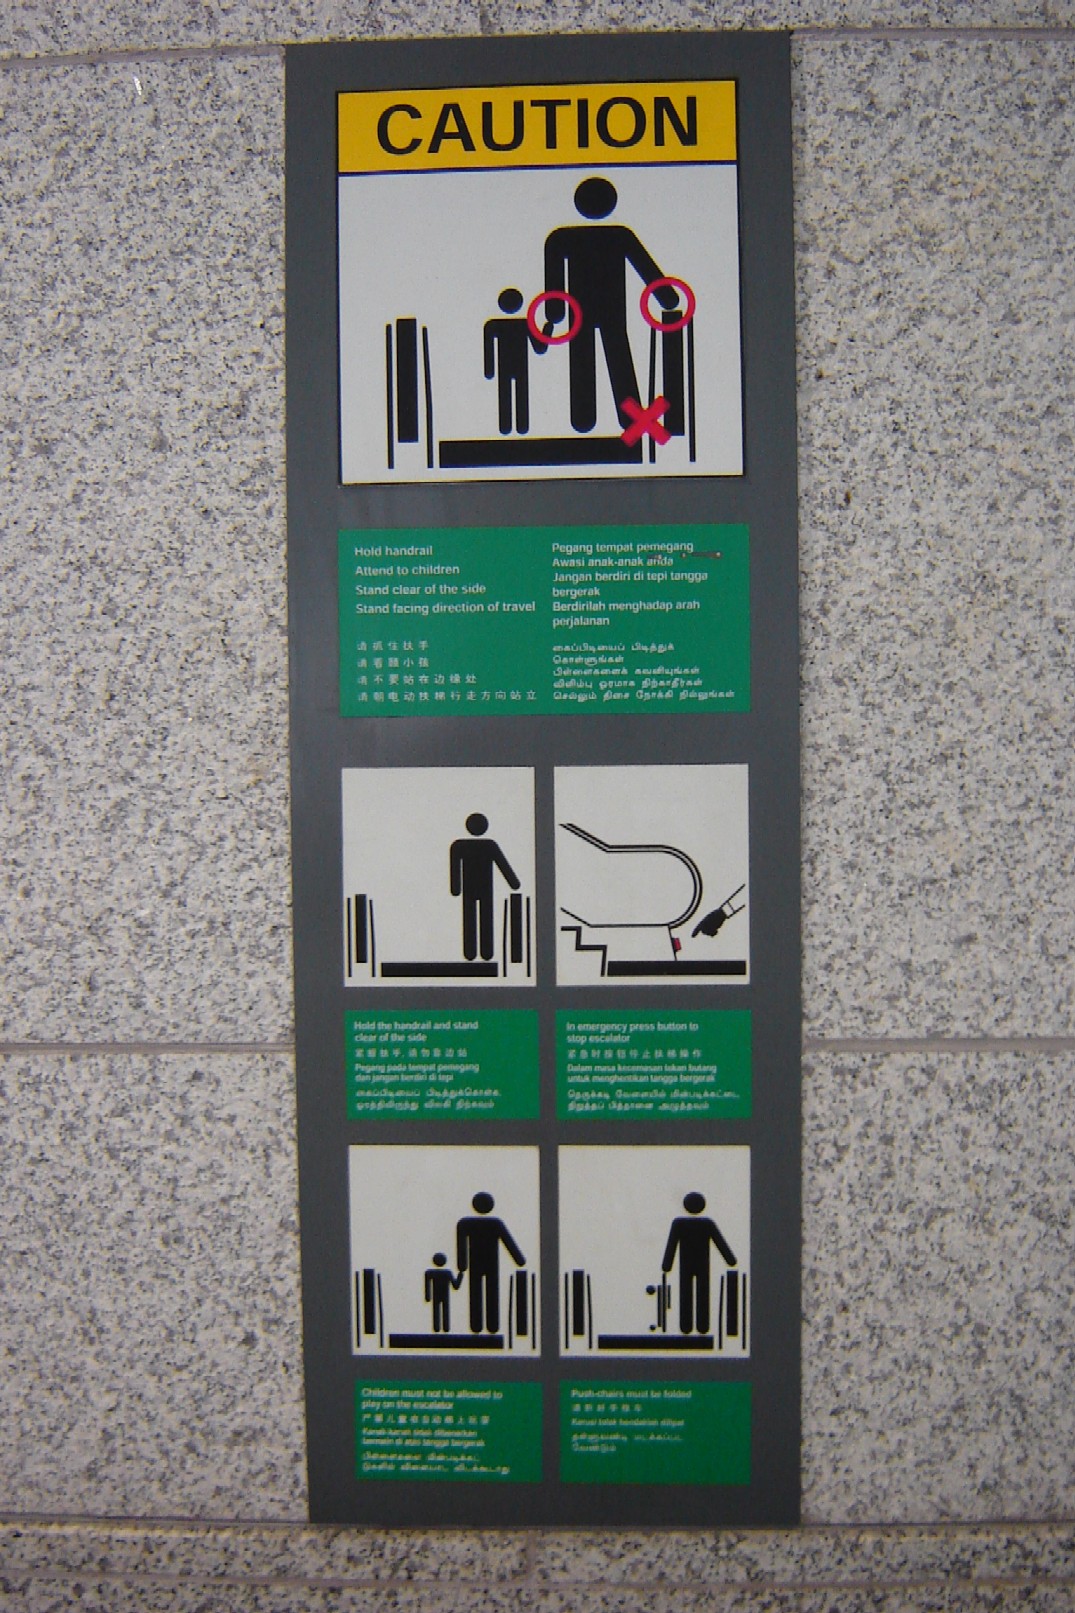 CAUTION
Hold handrail
Attend to children
Stand clear of the side
Stand facing direction of travel
Pegang tempat pemegang
Awasi anak-anak anda
Jangan berdiri di tepi tangga
bergerak
Berdirilah menghadap arah
perjalanan
请抓住扶手
请看顾小孩
请不要站在边缘处
请朝电动扶梯行走方向站立
கைப்பிடியைப் பிடித்துக்
கொள்ளுங்கள்
பிள்ளைகளைக் கவனியுங்கள்
விளிம்பு ஓரமாக நிற்காதீர்கள்
செல்லும் திசை நோக்கி நில்லுங்கள்
Hold the handrail and stand
clear of the side
紧握扶手,请勿靠边站
Pegang pada tempat pemegang
dan jangan berdiri di tepi
கைப்பிடியைப் பிடித்துக்கொள்க,
ஓரத்திலிருந்து விலகி நிற்கவும்
In emergency press button to
stop escalator
紧急时按钮停止扶梯操作
Dalam masa kecemasan tekan butang
untuk menghentikan tangga bergerak
நெருக்கடி வேளையில் மின்படிக்கட்டை
நிறுத்தப் பித்தானை அழுத்தவும்
Children must not be allowed to
play on the escalator
严禁儿童在自动梯上玩耍
Kanak-kanak tidak dibenarkan
bermain di atas tangga bergerak
பிள்ளைகளை மின்படிக்கட்
டுகளில் விளையாட விடக்கூடாது
Push-chairs must be folded
请折好手推车
Kerusi tolak hendaklah dilipat
தள்ளுவண்டி மடக்கப்பட
வேண்டும்